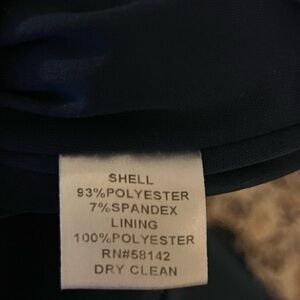 SHELL
93%POLYESTER
7%SPANDEX
LINING
100%POLYESTER
RN#58142
DRY CLEAN